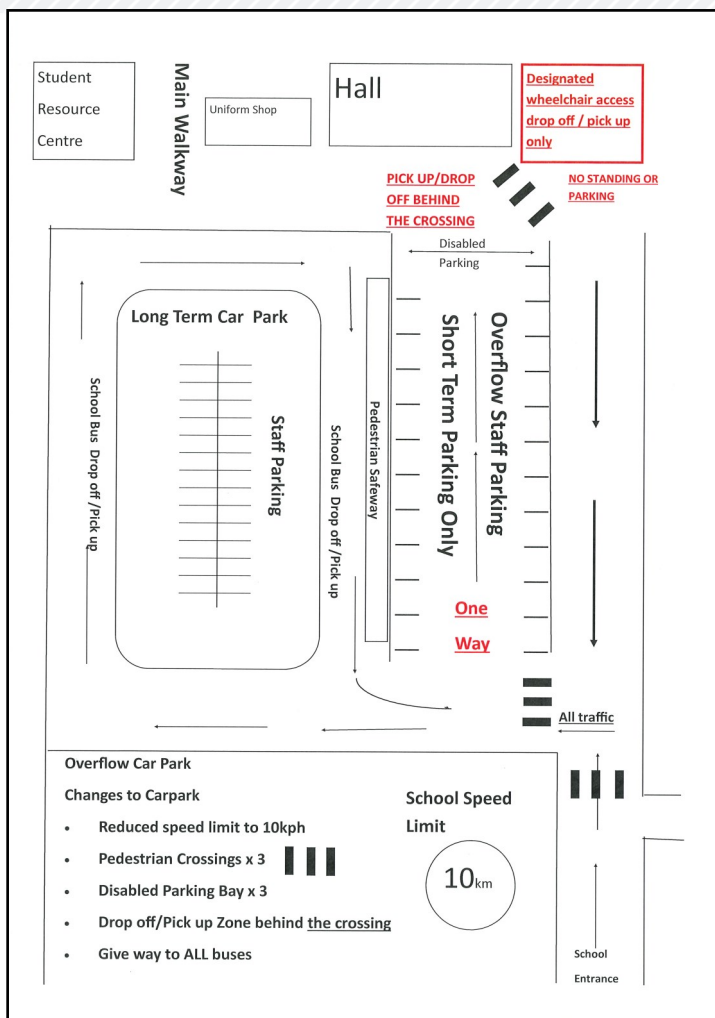 Student
Resource
Centre
Main Walkway
Uniform Shop
Hall
Designated
wheelchair access
drop off / pick up
only
PICK UP/DROP
OFF BEHIND
THE CROSSING
NO STANDING OR
PARKING
Disabled
Parking
Long Term Car Park
Staff Parking
School Bus Drop off /Pick up
School Bus Drop off /Pick up
Pedestrian Safeway
Short Term Parking Only
Overflow Staff Parking
One
Way
All traffic
Overflow Car Park
Changes to Carpark
• Reduced speed limit to 10kph
• Pedestrian Crossings x 3
• Disabled Parking Bay x 3
• Drop off/Pick up Zone behind the crossing
• Give way to ALL buses
School Speed
Limit
10km
School
Entrance